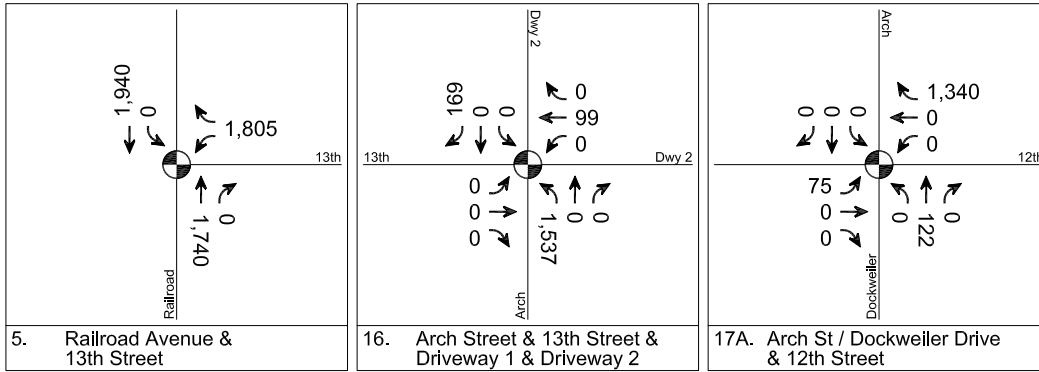 1,940
0
1,805
13th
1,740
0
Railroad
5. Railroad Avenue &
13th Street
Dwy 2
169
0
0
0
99
0
13th
Dwy 2
0
0
0
1,537
0
0
Arch
16. Arch Street & 13th Street &
Driveway 1 & Driveway 2
Arch
0
0
0
1,340
0
0
12th
75
0
0
0
122
0
Dockweiler
17A. Arch St / Dockweiler Drive
& 12th Street